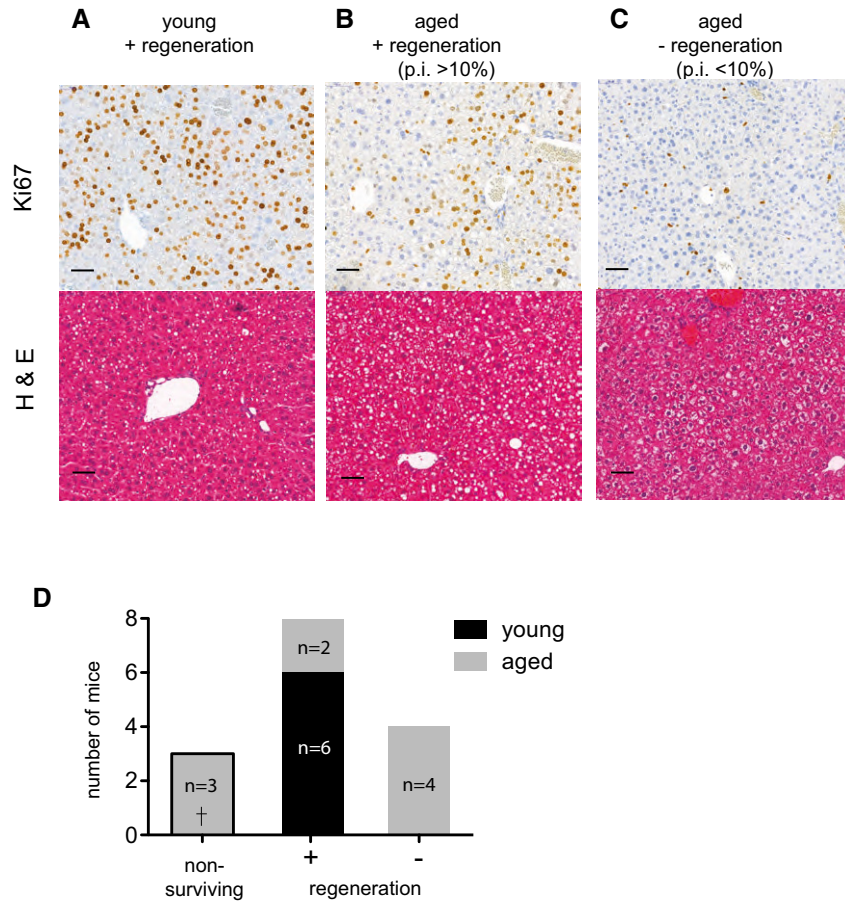 A
young
+ regeneration
B
aged
+ regeneration
(p.i. >10%)
C
aged
- regeneration
(p.i. <10%)
Ki67
H & E
D
number of mice
8
6
4
2
0
n=3
†
n=2
n=6
n=4
young
aged
non-
surviving
+
-
regeneration